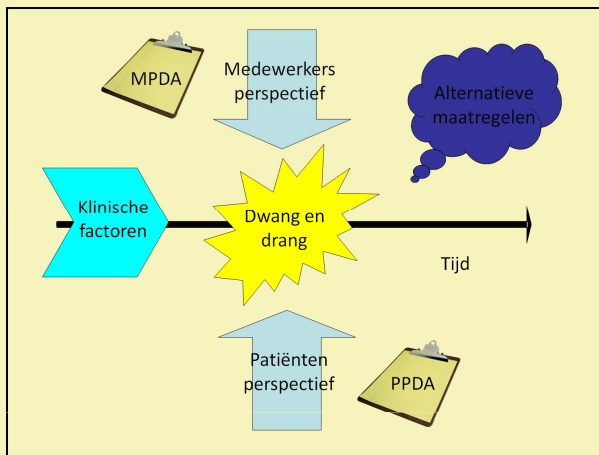 MPDA
Medewerkers
perspectief
Alternatieve
maatregelen
Klinische
factoren
Dwang en
drang
Tijd
Patiënten
perspectief
PPDA